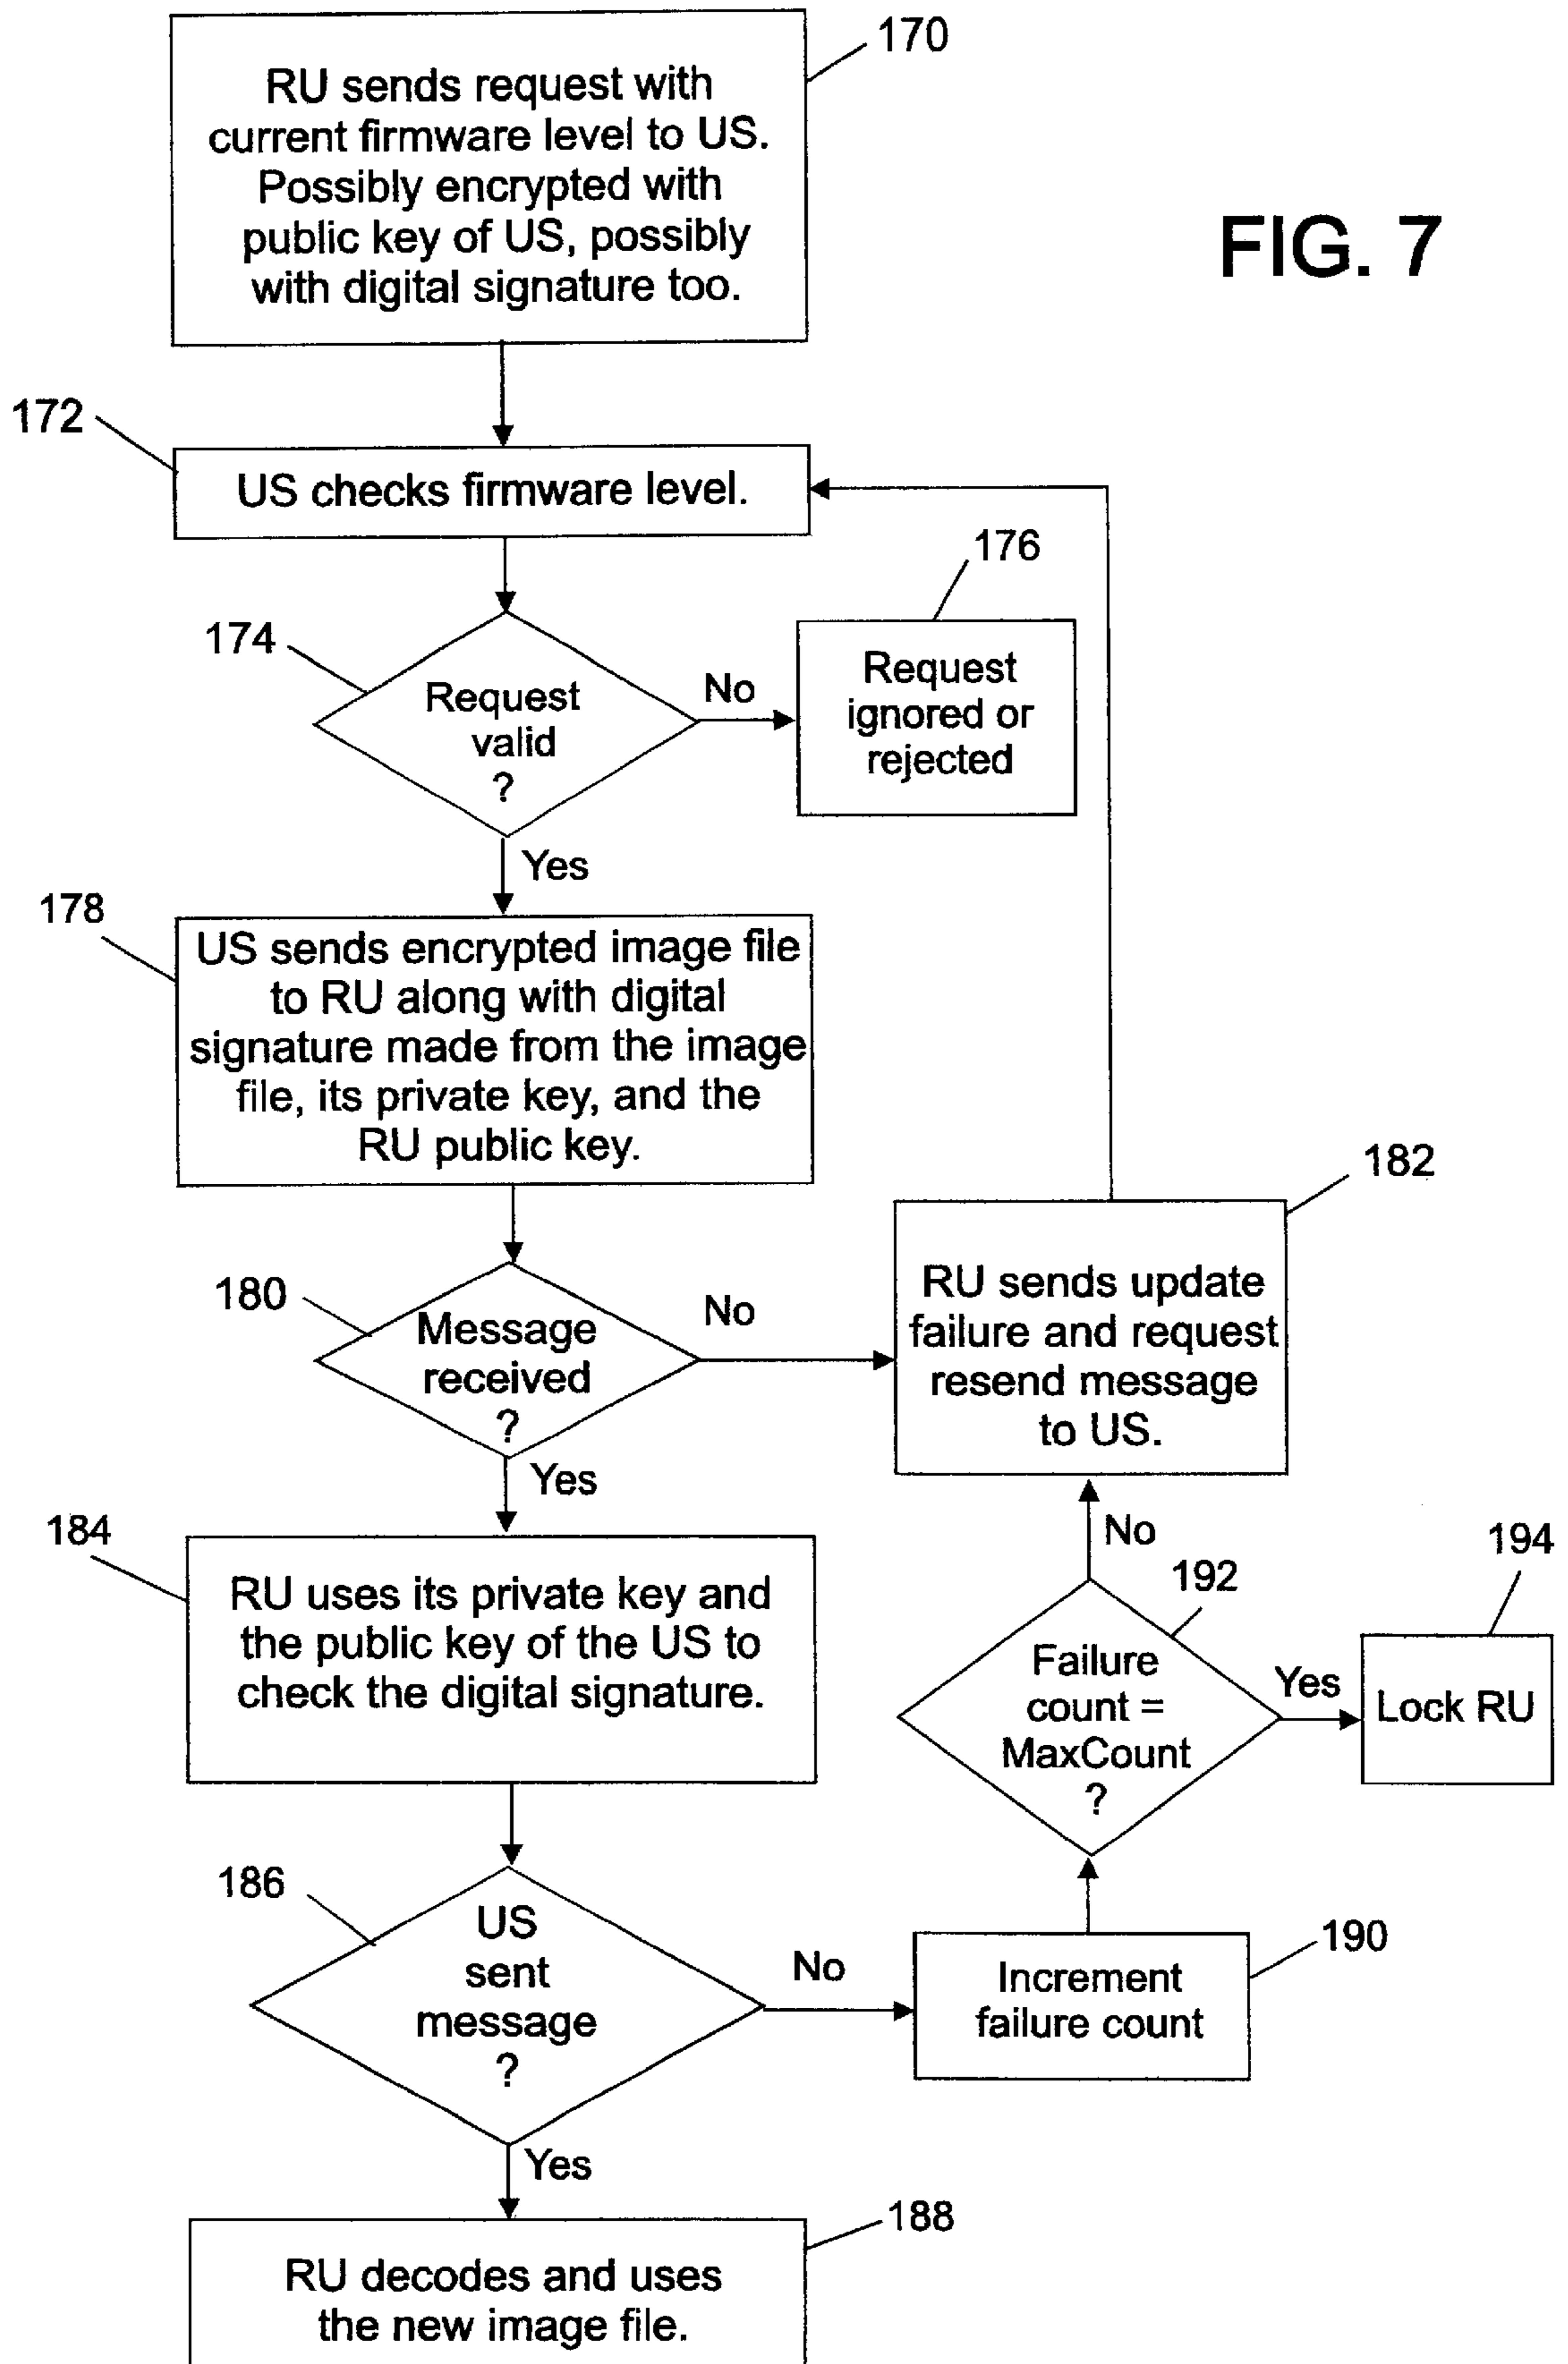 170
RU sends request with
current firmware level to US.
Possibly encrypted with
public key of US, possibly
with digital signature too.
FIG. 7
172
US checks firmware level.
176
174
Request
valid
?
No
Request
ignored or
rejected
Yes
178
US sends encrypted image file
to RU along with digital
signature made from the image
file, its private key, and the
RU public key.
182
180
Message
received
?
No
RU sends update
failure and request
resend message
to US.
Yes
184
RU uses its private key and
the public key of the US to
check the digital signature.
No
192
194
Failure
count =
MaxCount
?
Yes
Lock RU
186
US
sent
message
?
No
190
Increment
failure count
Yes
188
RU decodes and uses
the new image file.